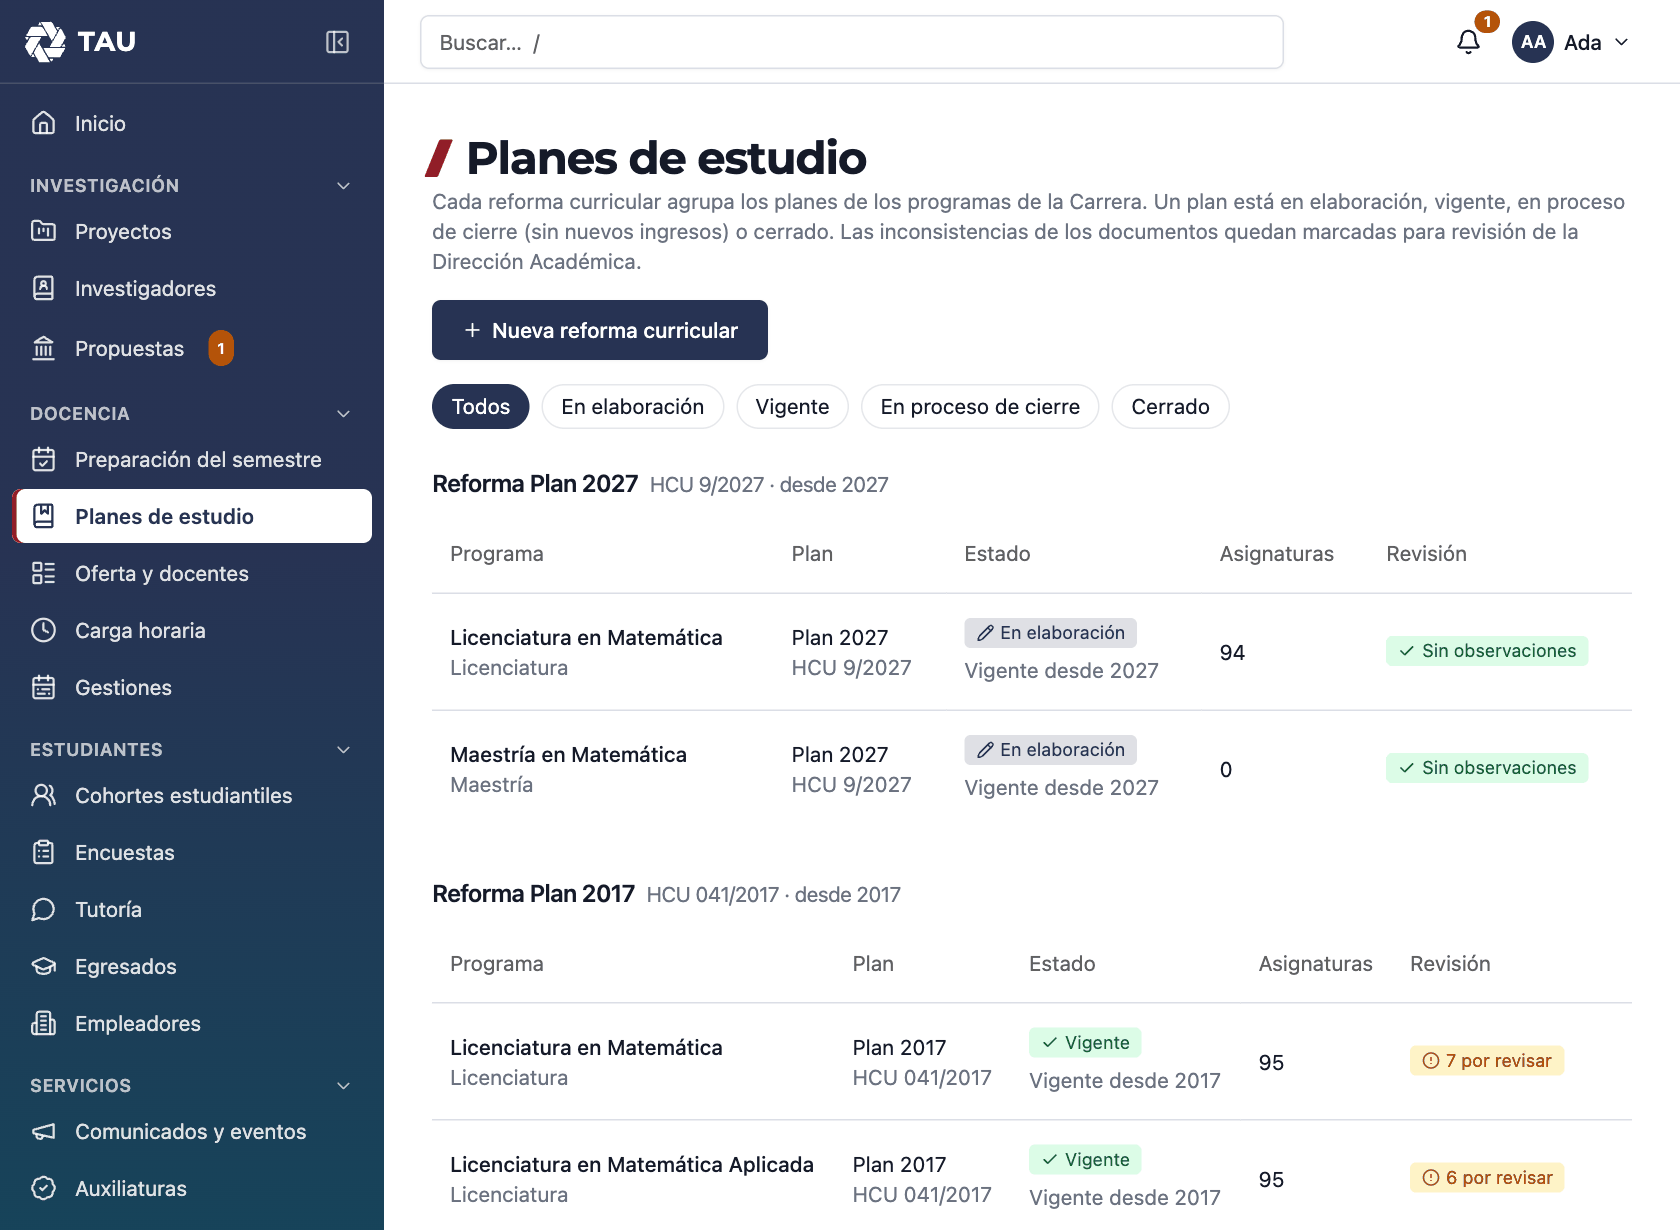 TAU
Buscar... /
1
AA Ada
Inicio
INVESTIGACIÓN
Proyectos
Investigadores
Propuestas 1
DOCENCIA
Preparación del semestre
Planes de estudio
Oferta y docentes
Carga horaria
Gestiones
ESTUDIANTES
Cohortes estudiantiles
Encuestas
Tutoría
Egresados
Empleadores
SERVICIOS
Comunicados y eventos
Auxiliaturas
Planes de estudio
Cada reforma curricular agrupa los planes de los programas de la Carrera. Un plan está en elaboración, vigente, en proceso
de cierre (sin nuevos ingresos) o cerrado. Las inconsistencias de los documentos quedan marcadas para revisión de la
Dirección Académica.
+ Nueva reforma curricular
Todos En elaboración Vigente En proceso de cierre Cerrado
Reforma Plan 2027 HCU 9/2027 · desde 2027
Programa Plan Estado Asignaturas Revisión
Licenciatura en Matemática Plan 2027 En elaboración 94 Sin observaciones
Licenciatura HCU 9/2027 Vigente desde 2027
Maestría en Matemática Plan 2027 En elaboración 0 Sin observaciones
Maestría HCU 9/2027 Vigente desde 2027
Reforma Plan 2017 HCU 041/2017 · desde 2017
Programa Plan Estado Asignaturas Revisión
Licenciatura en Matemática Plan 2017 Vigente 95 7 por revisar
Licenciatura HCU 041/2017 Vigente desde 2017
Licenciatura en Matemática Aplicada Plan 2017 Vigente 95 6 por revisar
Licenciatura HCU 041/2017 Vigente desde 2017